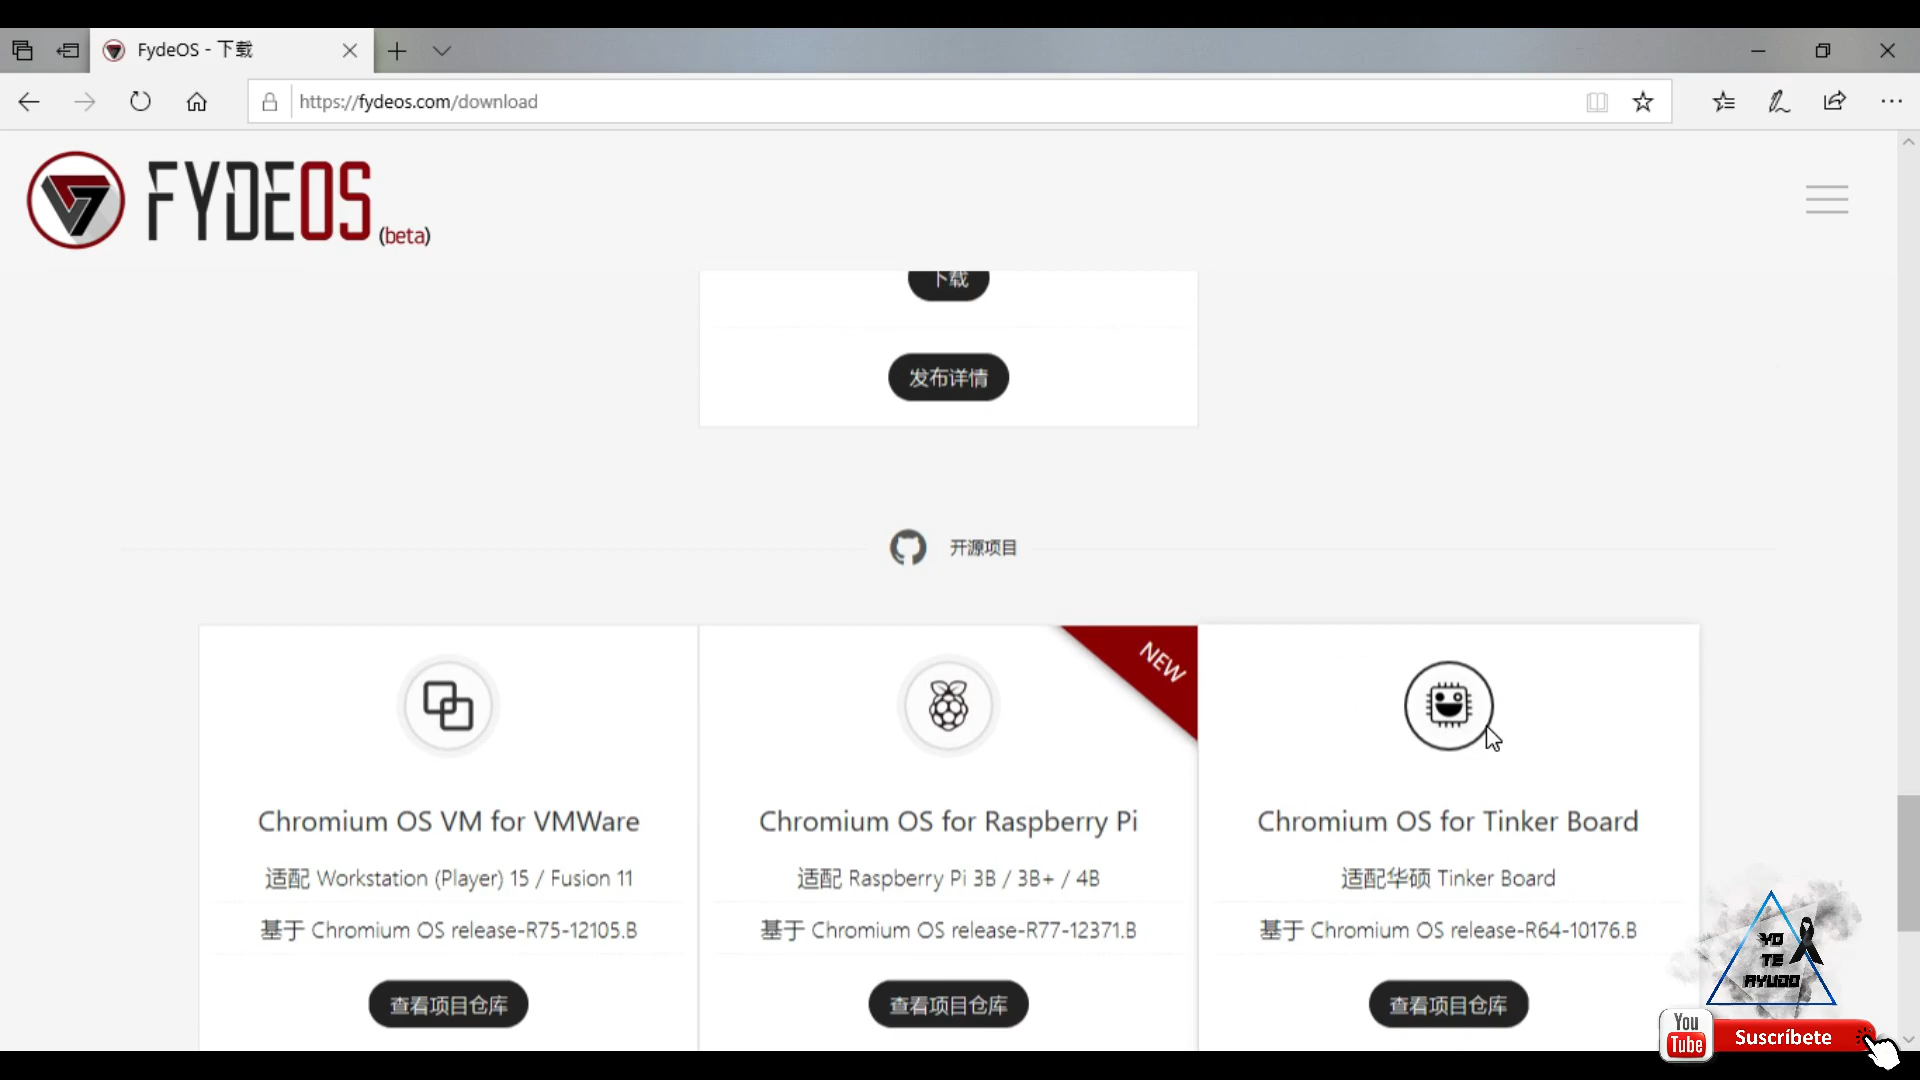 FydeOS - 下载
https://fydeos.com/download
FYDEOS (beta)
下载
发布详情
开源项目
NEW
Chromium OS VM for VMWare
适配 Workstation (Player) 15 / Fusion 11
基于 Chromium OS release-R75-12105.B
查看项目仓库
Chromium OS for Raspberry Pi
适配 Raspberry Pi 3B / 3B+ / 4B
基于 Chromium OS release-R77-12371.B
查看项目仓库
Chromium OS for Tinker Board
适配华硕 Tinker Board
基于 Chromium OS release-R64-10176.B
查看项目仓库
YO
TE
AYUDO
You
Tube
Suscríbete